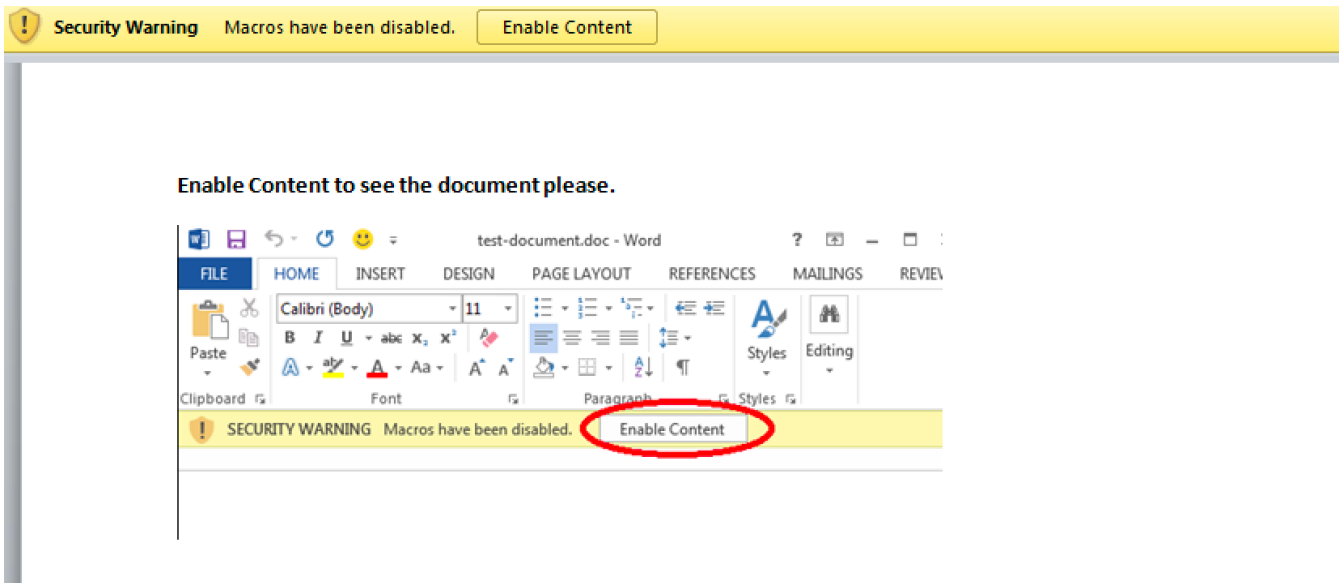 Security Warning Macros have been disabled. Enable Content
Enable Content to see the document please.
test-document.doc - Word ?
FILE HOME INSERT DESIGN PAGE LAYOUT REFERENCES MAILINGS REVIEW
Calibri (Body) 11
B I U abc X₂ X²
Paste Styles Editing
A ab A Aa A A A Z
Clipboard Font Paragraph Styles
SECURITY WARNING Macros have been disabled. Enable Content